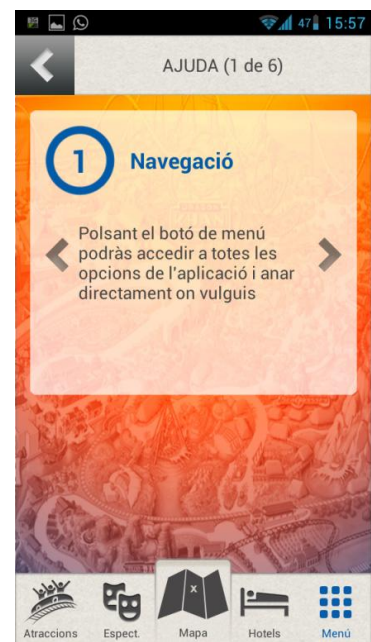 47 15:57
AJUDA (1 de 6)
1 Navegació
Polsant el botó de menú
podràs accedir a totes les
opcions de l'aplicació i anar
directament on vulguis
x
Atraccions Espect. Mapa Hotels Menú